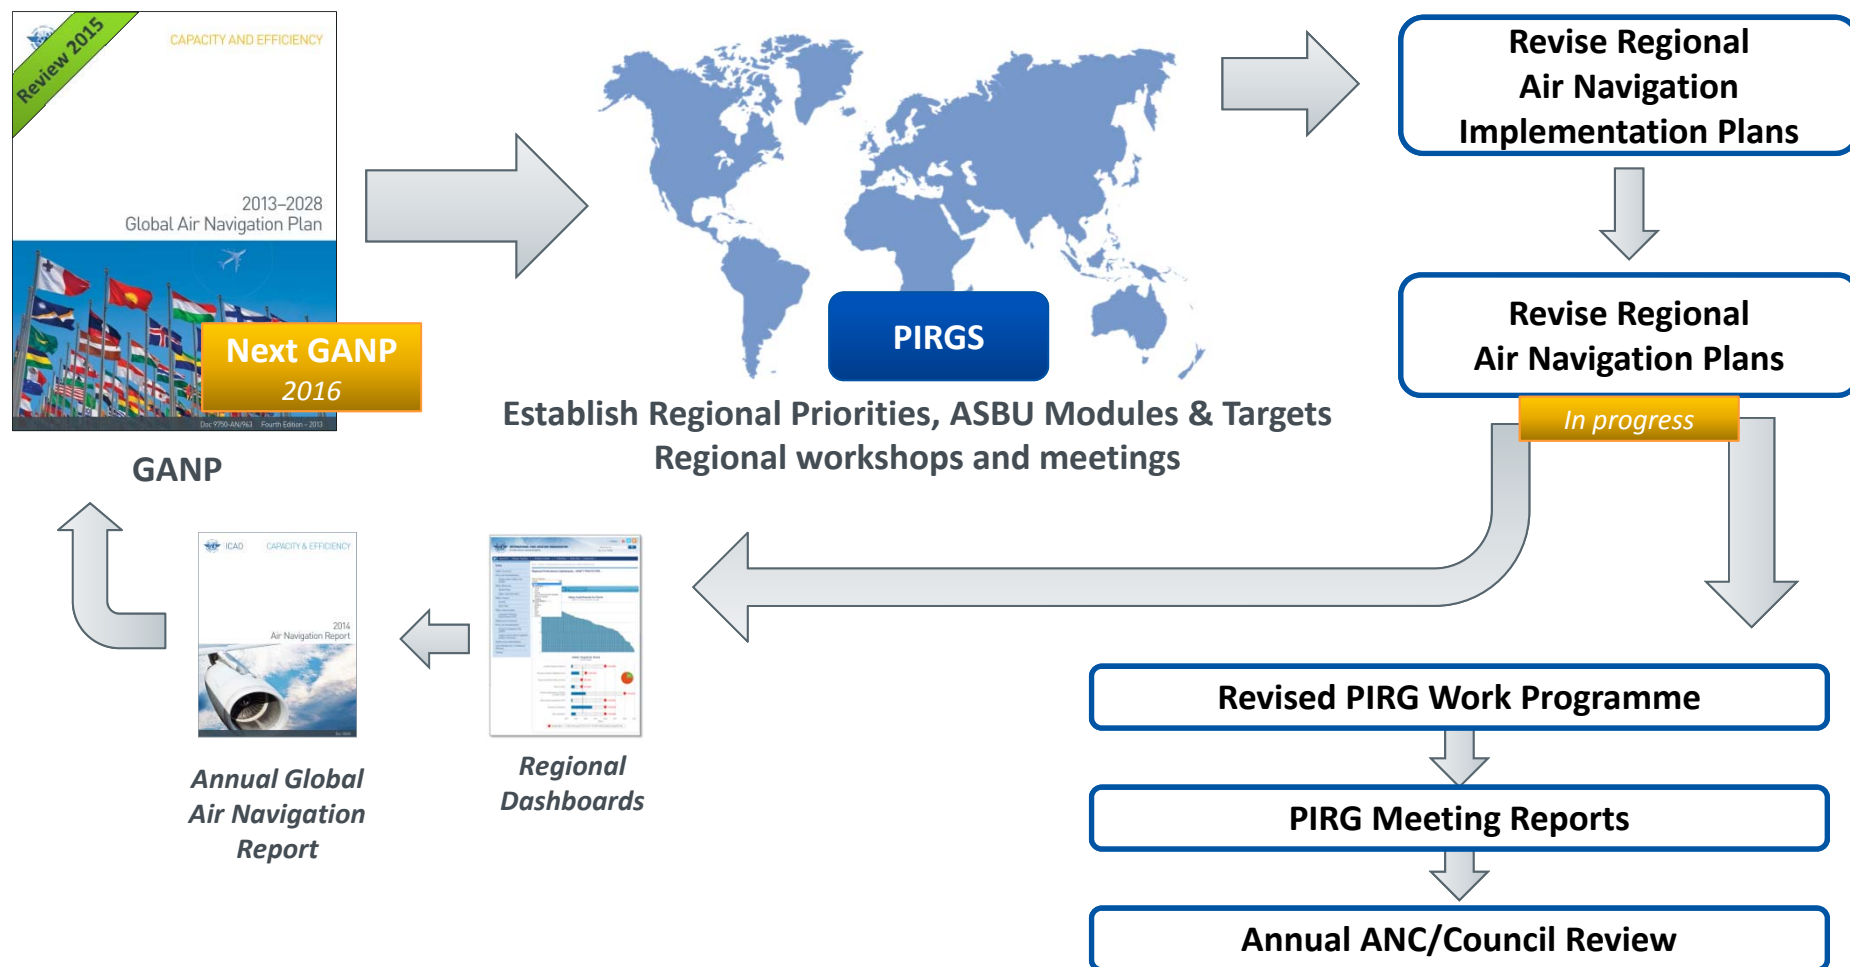 Review 2015
CAPACITY AND EFFICIENCY
2013–2028
Global Air Navigation Plan
Next GANP
2016
Doc 9750-AN/963 Fourth Edition – 2013
GANP
PIRGS
Establish Regional Priorities, ASBU Modules & Targets
Regional workshops and meetings
Revise Regional
Air Navigation
Implementation Plans
Revise Regional
Air Navigation Plans
In progress
ICAO
CAPACITY & EFFICIENCY
2014
Air Navigation Report
Annual Global
Air Navigation
Report
Regional
Dashboards
Revised PIRG Work Programme
PIRG Meeting Reports
Annual ANC/Council Review